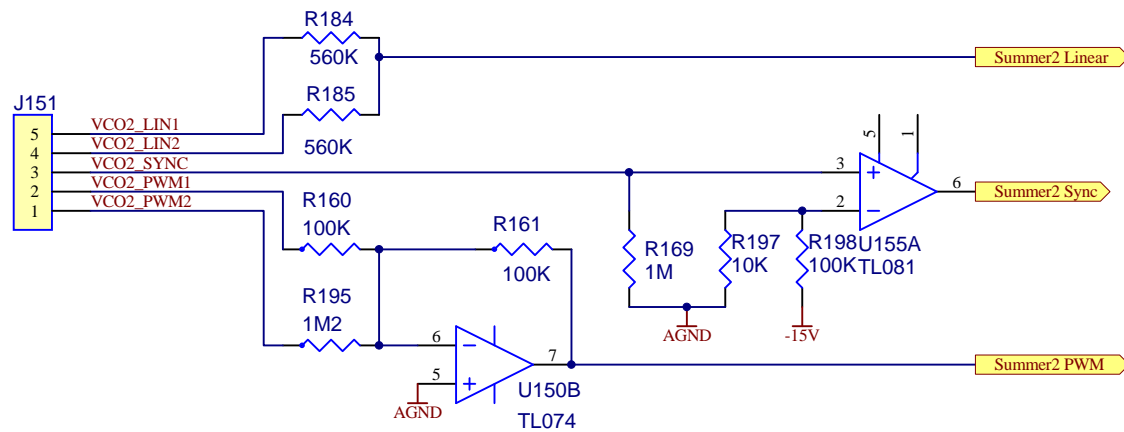 R184
560K
Summer2 Linear
R185
560K
J151
5 VCO2_LIN1
4 VCO2_LIN2
3 VCO2_SYNC
2 VCO2_PWM1
1 VCO2_PWM2
5 1
3
2
6 Summer2 Sync
U155A
TL081
R160
100K
R161
100K
R169
1M
R197
10K
R198
100K
AGND
-15V
R195
1M2
6
5
7
AGND
U150B
TL074
Summer2 PWM